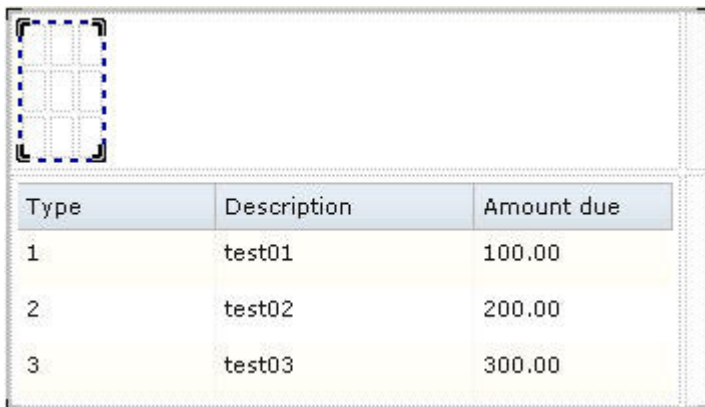 Type Description Amount due
1 test01 100.00
2 test02 200.00
3 test03 300.00